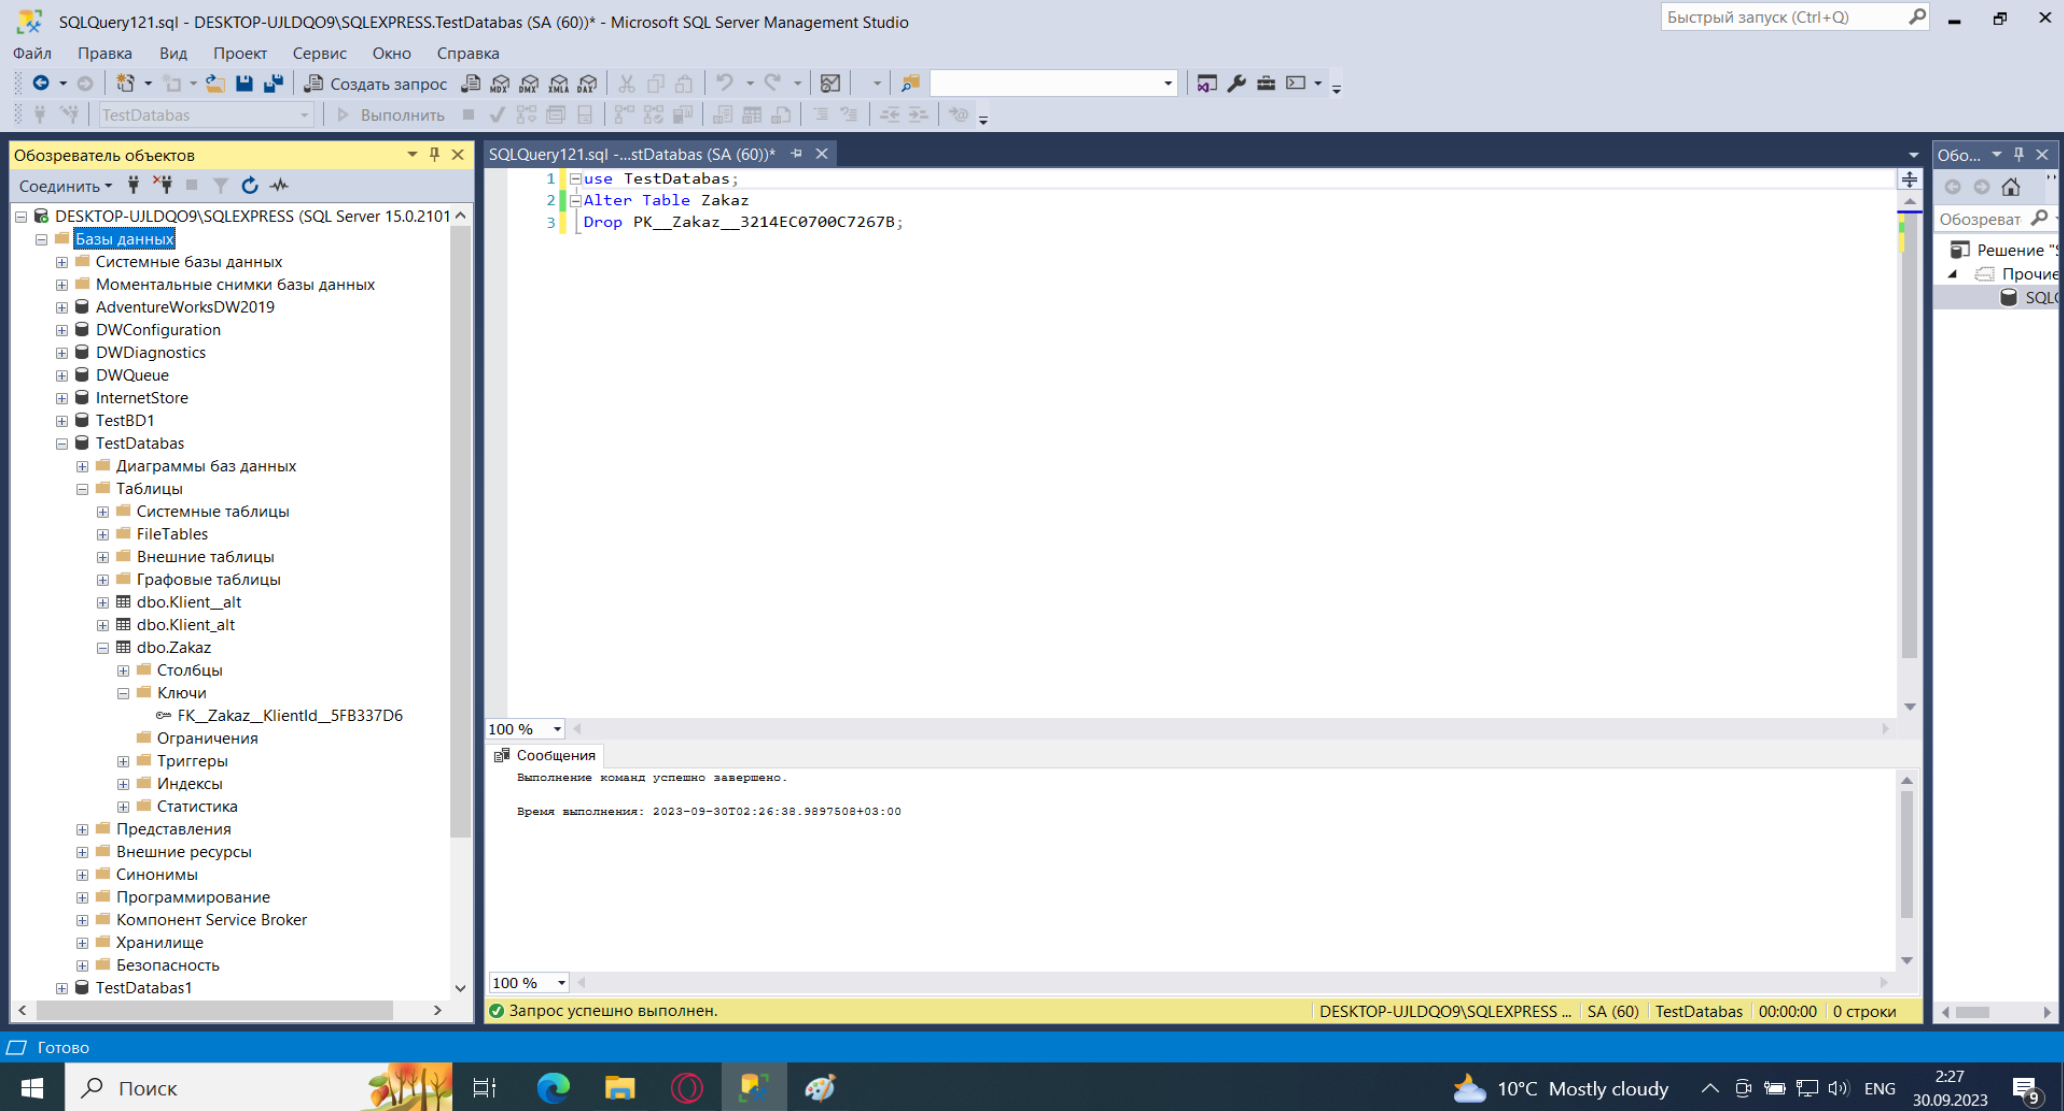 SQLQuery121.sql - DESKTOP-UJLDQO9\SQLEXPRESS.TestDatabas (SA (60))* - Microsoft SQL Server Management Studio
Быстрый запуск (Ctrl+Q)
Файл Правка Вид Проект Сервис Окно Справка
Создать запрос MDX DMX XMLA DAX
TestDatabas Выполнить
Обозреватель объектов
Соединить
DESKTOP-UJLDQO9\SQLEXPRESS (SQL Server 15.0.2101
Базы данных
Системные базы данных
Моментальные снимки базы данных
AdventureWorksDW2019
DWConfiguration
DWDiagnostics
DWQueue
InternetStore
TestBD1
TestDatabas
Диаграммы баз данных
Таблицы
Системные таблицы
FileTables
Внешние таблицы
Графовые таблицы
dbo.Klient__alt
dbo.Klient_alt
dbo.Zakaz
Столбцы
Ключи
FK__Zakaz__KlientId__5FB337D6
Ограничения
Триггеры
Индексы
Статистика
Представления
Внешние ресурсы
Синонимы
Программирование
Компонент Service Broker
Хранилище
Безопасность
TestDatabas1
SQLQuery121.sql -...stDatabas (SA (60))*
1 use TestDatabas;
2 Alter Table Zakaz
3 Drop PK__Zakaz__3214EC0700C7267B;
100 %
Сообщения
Выполнение команд успешно завершено.
Время выполнения: 2023-09-30T02:26:38.9897508+03:00
100 %
Запрос успешно выполнен. DESKTOP-UJLDQO9\SQLEXPRESS ... SA (60) TestDatabas 00:00:00 0 строки
Обо...
Обозреват
Решение "S
Прочие
SQLQ
Готово
Поиск
10°C Mostly cloudy
ENG
2:27
30.09.2023
9